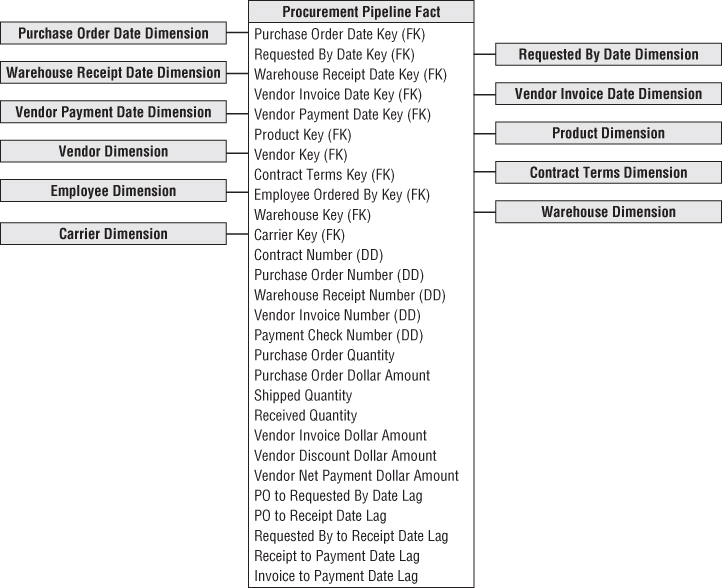 Procurement Pipeline Fact
Purchase Order Date Dimension
Warehouse Receipt Date Dimension
Vendor Payment Date Dimension
Vendor Dimension
Employee Dimension
Carrier Dimension
Purchase Order Date Key (FK)
Requested By Date Key (FK)
Warehouse Receipt Date Key (FK)
Vendor Invoice Date Key (FK)
Vendor Payment Date Key (FK)
Product Key (FK)
Vendor Key (FK)
Contract Terms Key (FK)
Employee Ordered By Key (FK)
Warehouse Key (FK)
Carrier Key (FK)
Contract Number (DD)
Purchase Order Number (DD)
Warehouse Receipt Number (DD)
Vendor Invoice Number (DD)
Payment Check Number (DD)
Purchase Order Quantity
Purchase Order Dollar Amount
Shipped Quantity
Received Quantity
Vendor Invoice Dollar Amount
Vendor Discount Dollar Amount
Vendor Net Payment Dollar Amount
PO to Requested By Date Lag
PO to Receipt Date Lag
Requested By to Receipt Date Lag
Receipt to Payment Date Lag
Invoice to Payment Date Lag
Requested By Date Dimension
Vendor Invoice Date Dimension
Product Dimension
Contract Terms Dimension
Warehouse Dimension